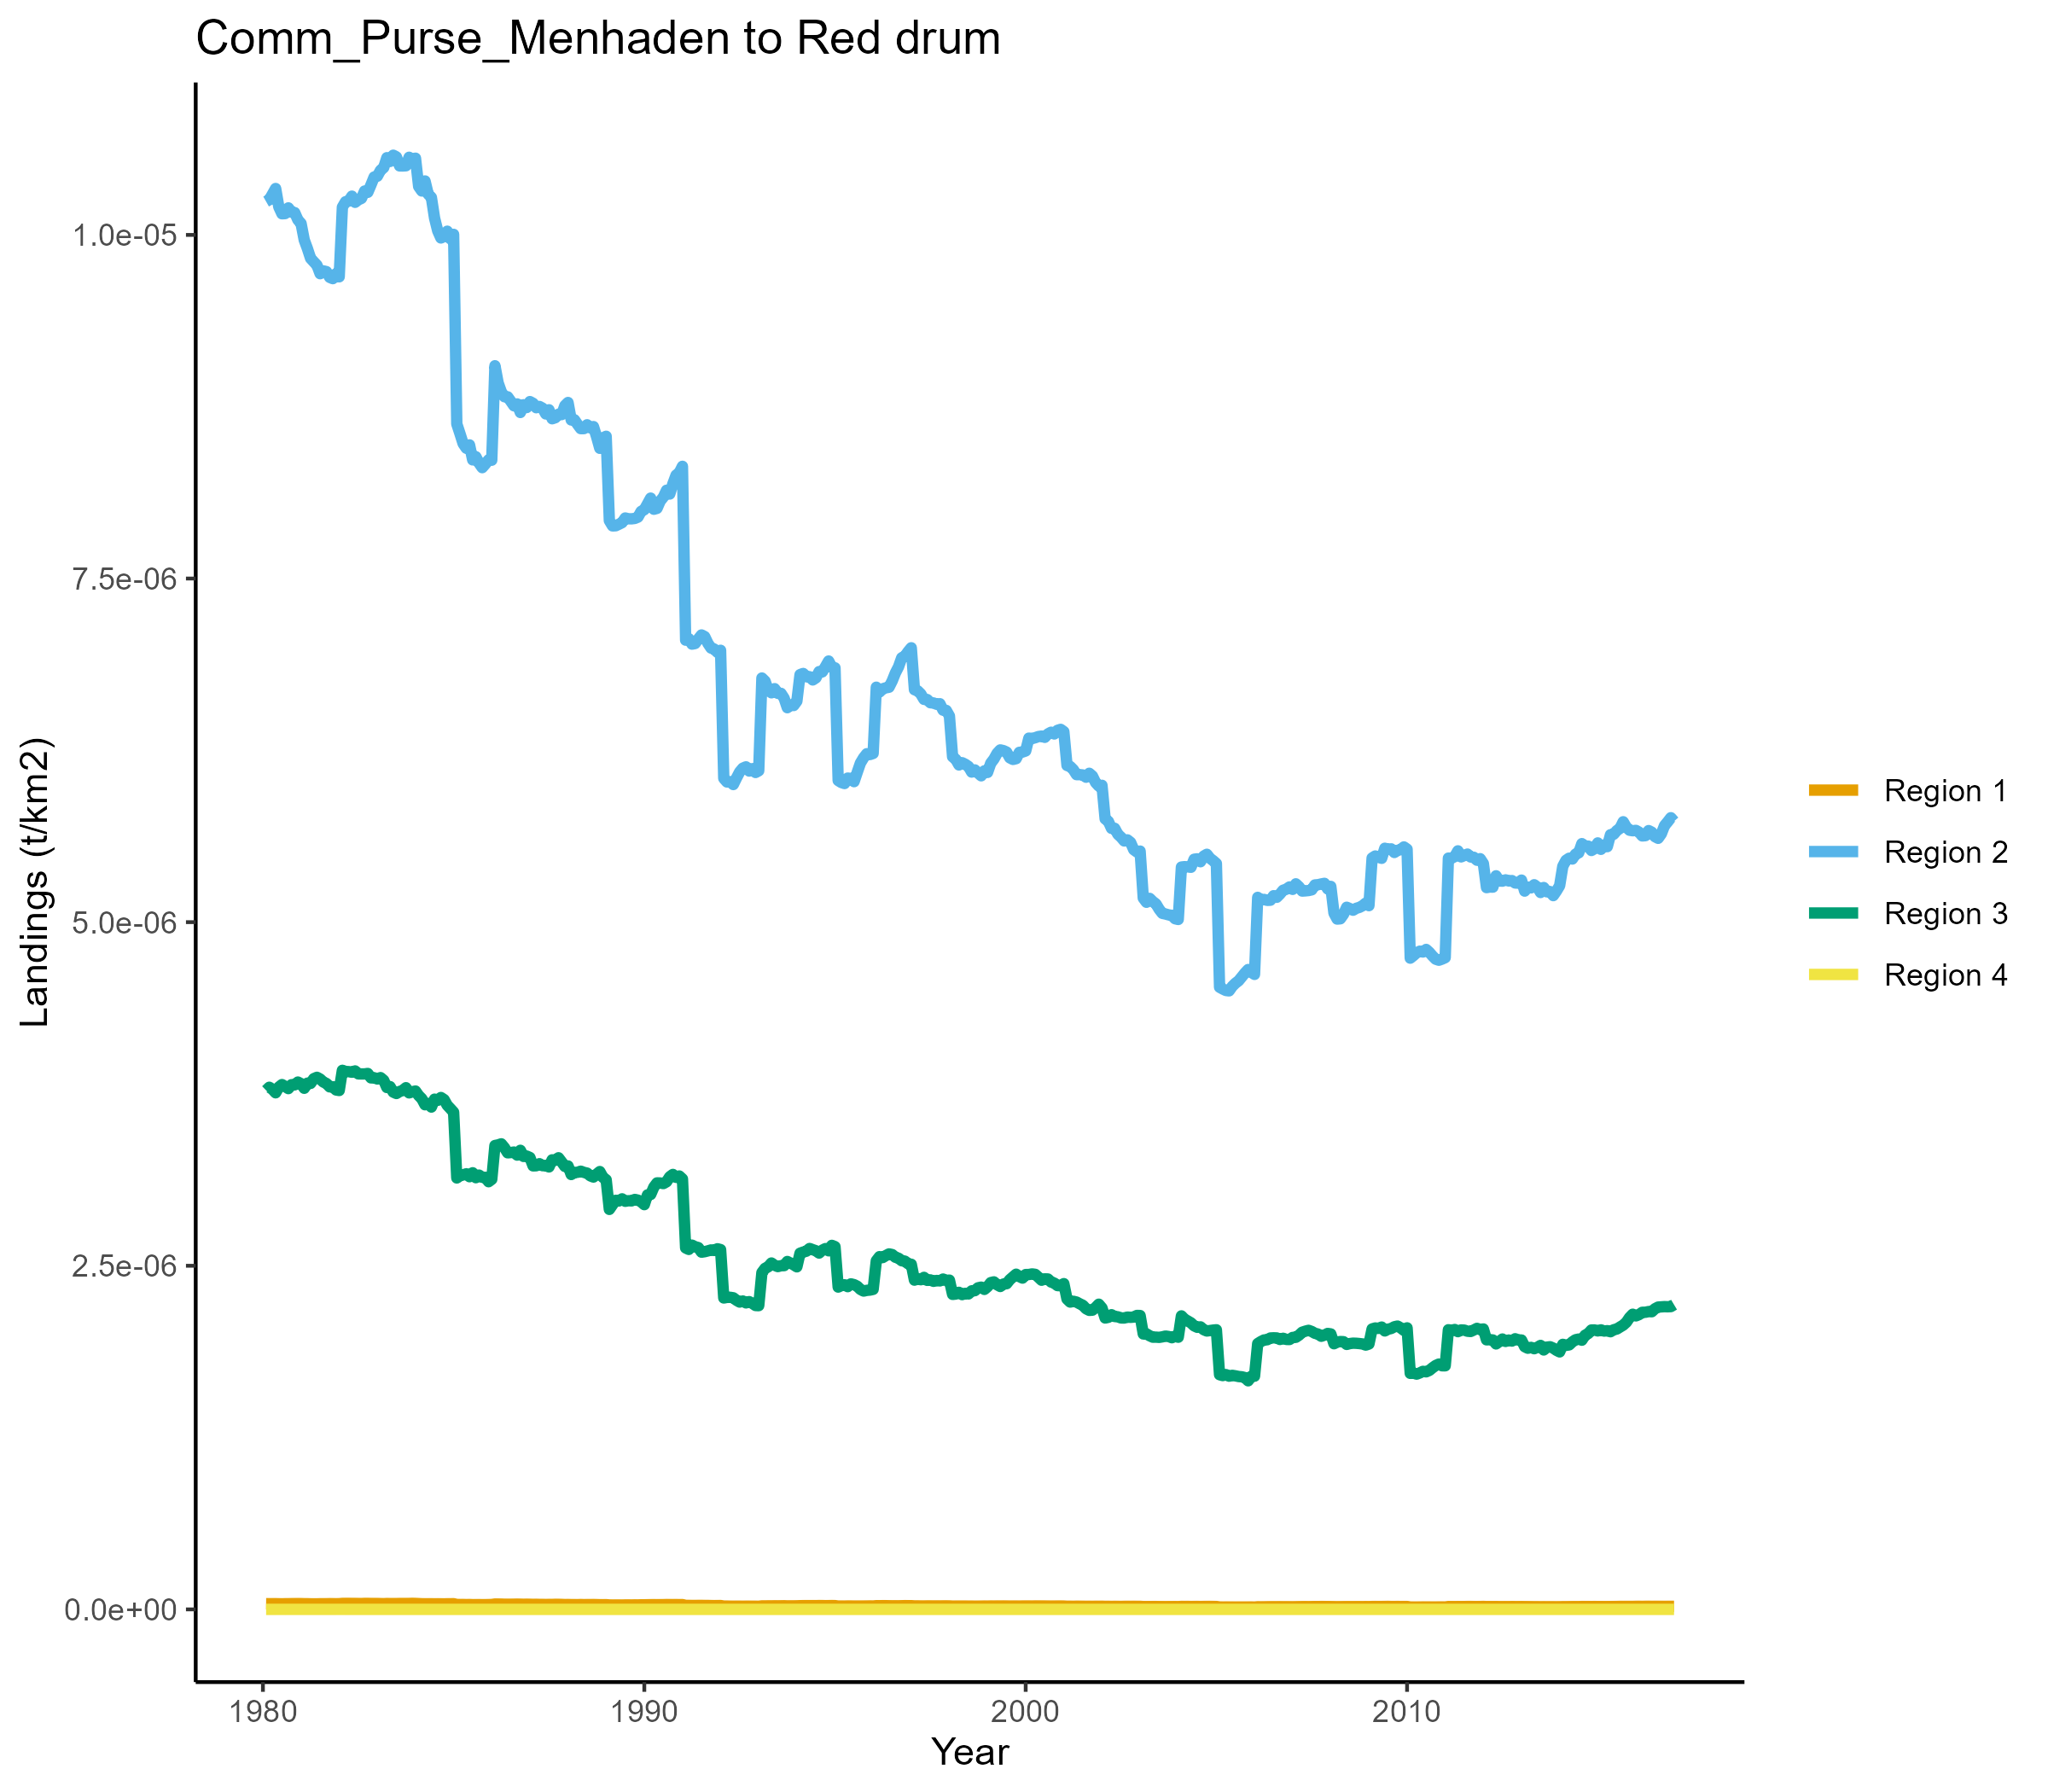 Comm_Purse_Menhaden to Red drum
Landings (t/km2)
1.0e-05
7.5e-06
5.0e-06
2.5e-06
0.0e+00
1980
1990
2000
2010
Year
Region 1
Region 2
Region 3
Region 4